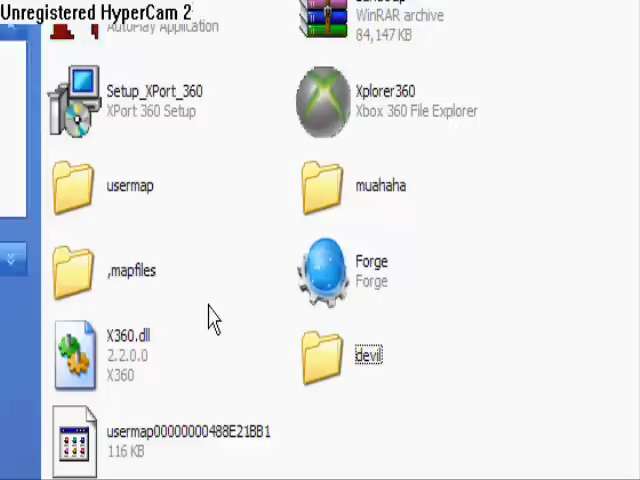 Unregistered HyperCam 2
AutoPlay Application
WinRAR archive
84,147 KB
Setup_XPort_360
XPort 360 Setup
Xplorer360
Xbox 360 File Explorer
usermap
muahaha
,mapfiles
Forge
Forge
X360.dll
2.2.0.0
X360
devil
usermap00000000488E21BB1
116 KB